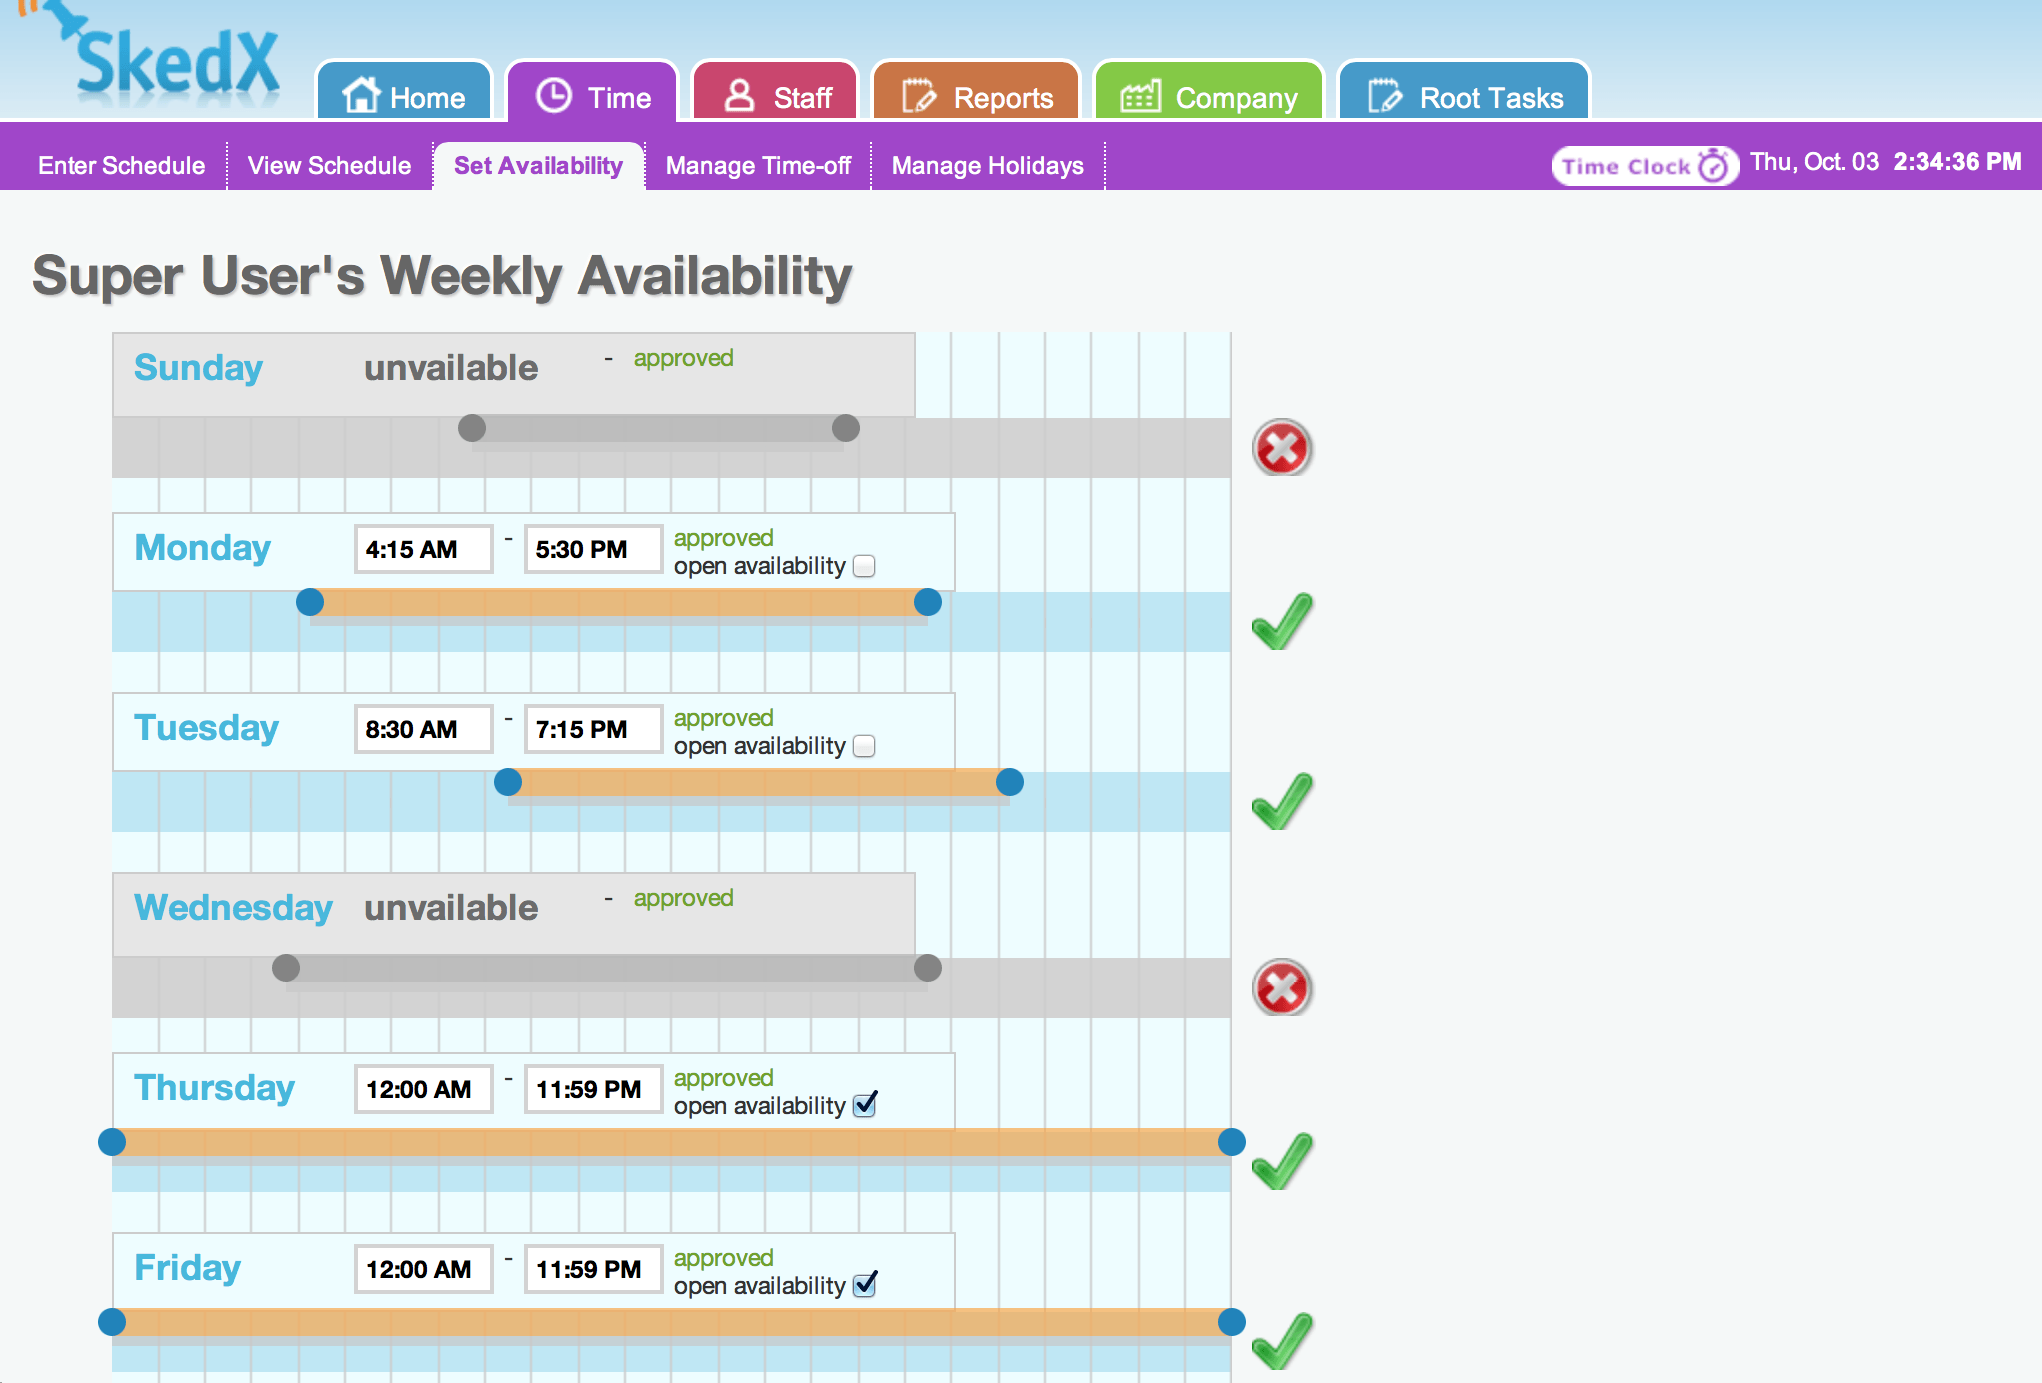 SkedX
Home Time Staff Reports Company Root Tasks
Enter Schedule View Schedule Set Availability Manage Time-off Manage Holidays Time Clock Thu, Oct. 03 2:34:36 PM
Super User's Weekly Availability
Sunday unvailable - approved
Monday 4:15 AM - 5:30 PM approved
open availability
Tuesday 8:30 AM - 7:15 PM approved
open availability
Wednesday unvailable - approved
Thursday 12:00 AM - 11:59 PM approved
open availability
Friday 12:00 AM - 11:59 PM approved
open availability